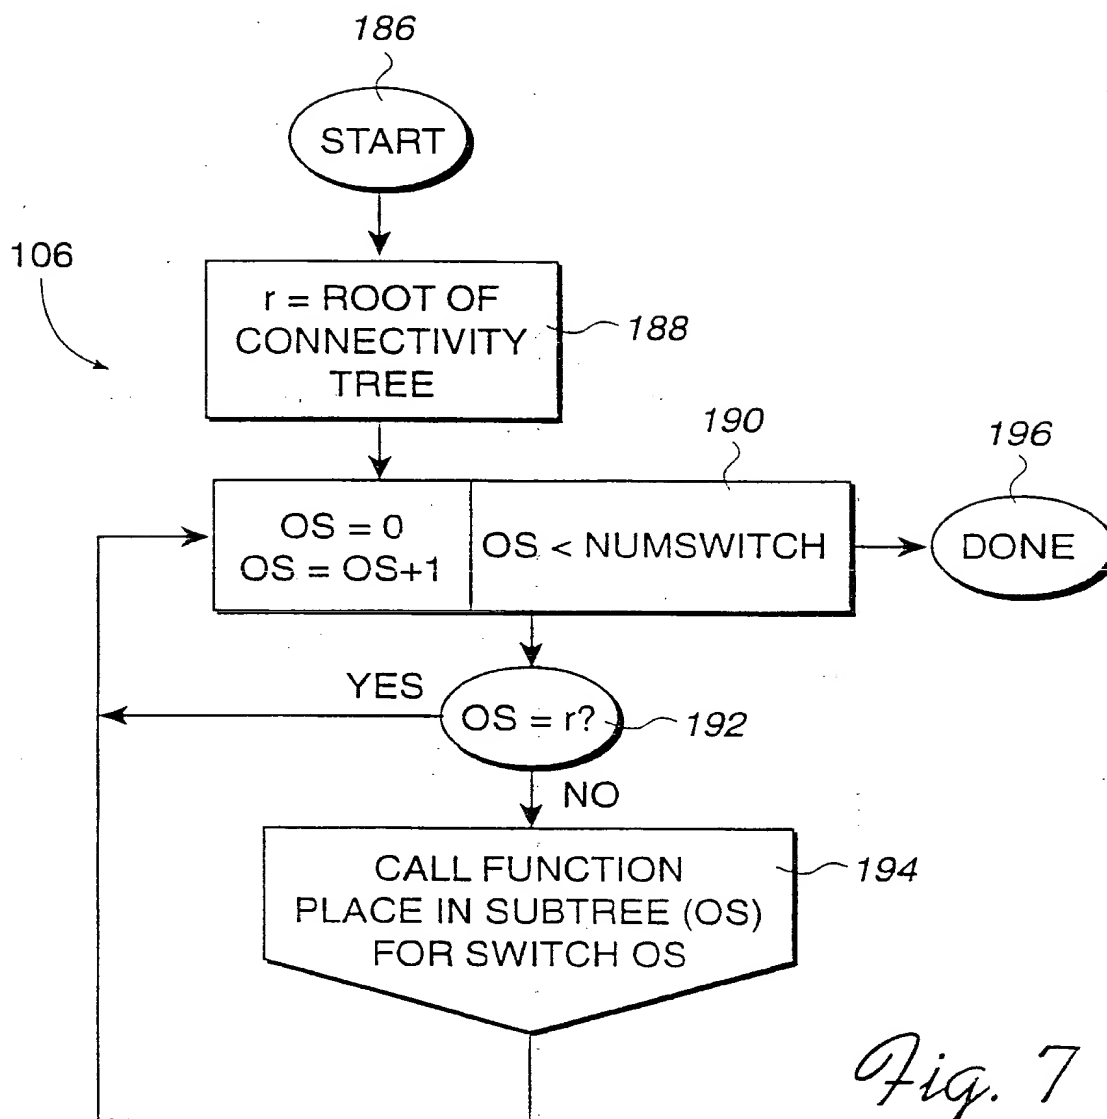 186
START
106
r = ROOT OF
CONNECTIVITY
TREE
188
190
196
OS = 0
OS = OS+1
OS < NUMSWITCH
DONE
YES
OS = r?
192
NO
CALL FUNCTION
PLACE IN SUBTREE (OS)
FOR SWITCH OS
194
Fig. 7